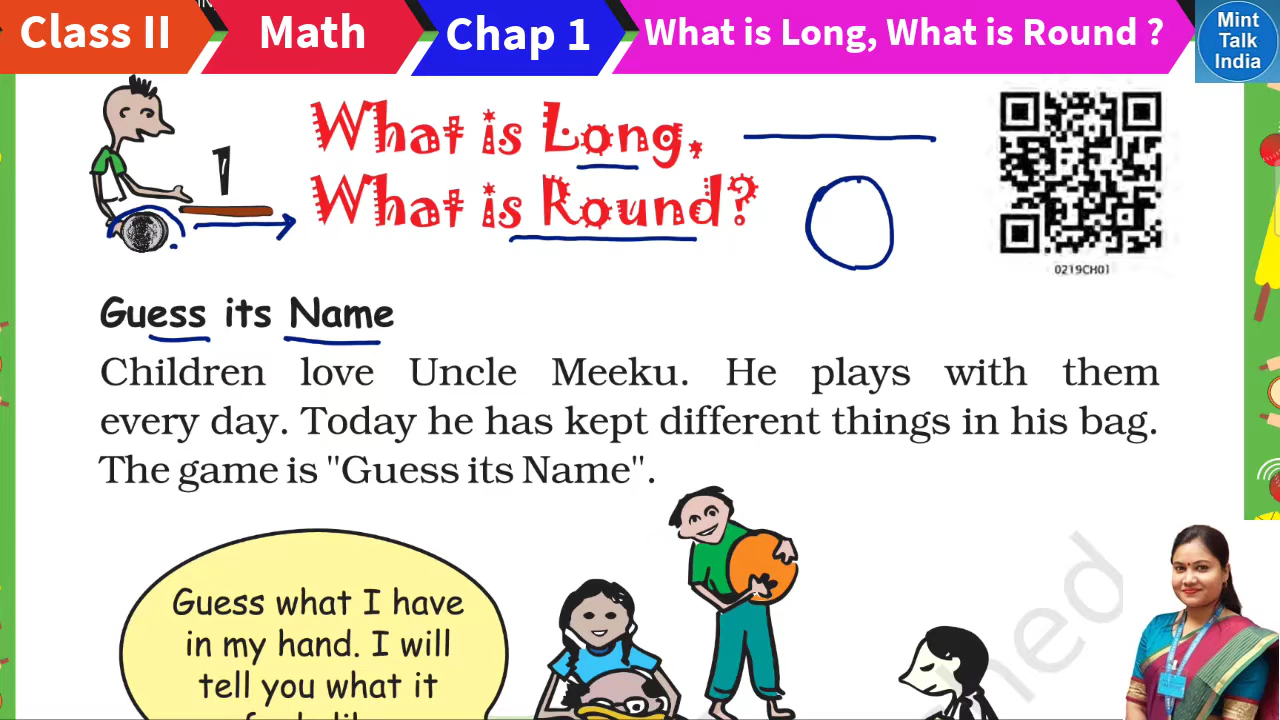 IN
Class II
Math
Chap 1
What is Long, What is Round ?
Mint
Talk
India
1
What is Long,
What is Round?
0219CH01
Guess its Name
Children love Uncle Meeku. He plays with them
every day. Today he has kept different things in his bag.
The game is "Guess its Name".
Guess what I have
in my hand. I will
tell you what it
hed